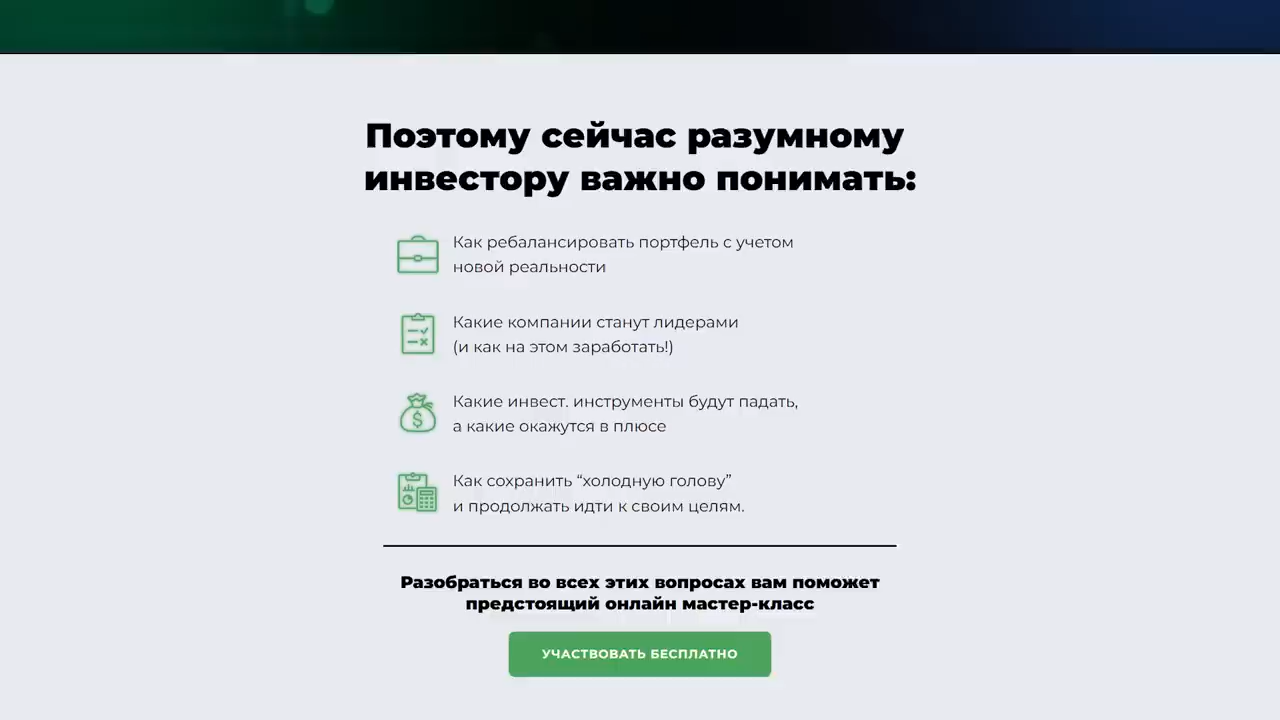 Поэтому сейчас разумному
инвестору важно понимать:
Как ребалансировать портфель с учетом
новой реальности
Какие компании станут лидерами
(и как на этом заработать!)
Какие инвест. инструменты будут падать,
а какие окажутся в плюсе
Как сохранить “холодную голову”
и продолжать идти к своим целям.
Разобраться во всех этих вопросах вам поможет
предстоящий онлайн мастер-класс
УЧАСТВОВАТЬ БЕСПЛАТНО